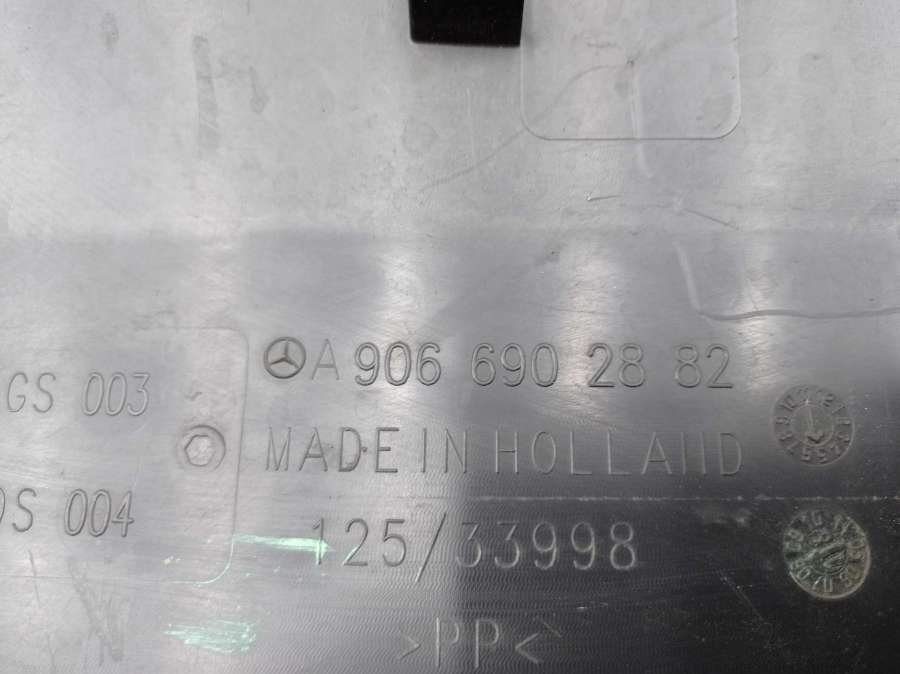 A 906 690 28 82
GS 003
MADE IN HOLLAND
S 004
125/33998
>PP<